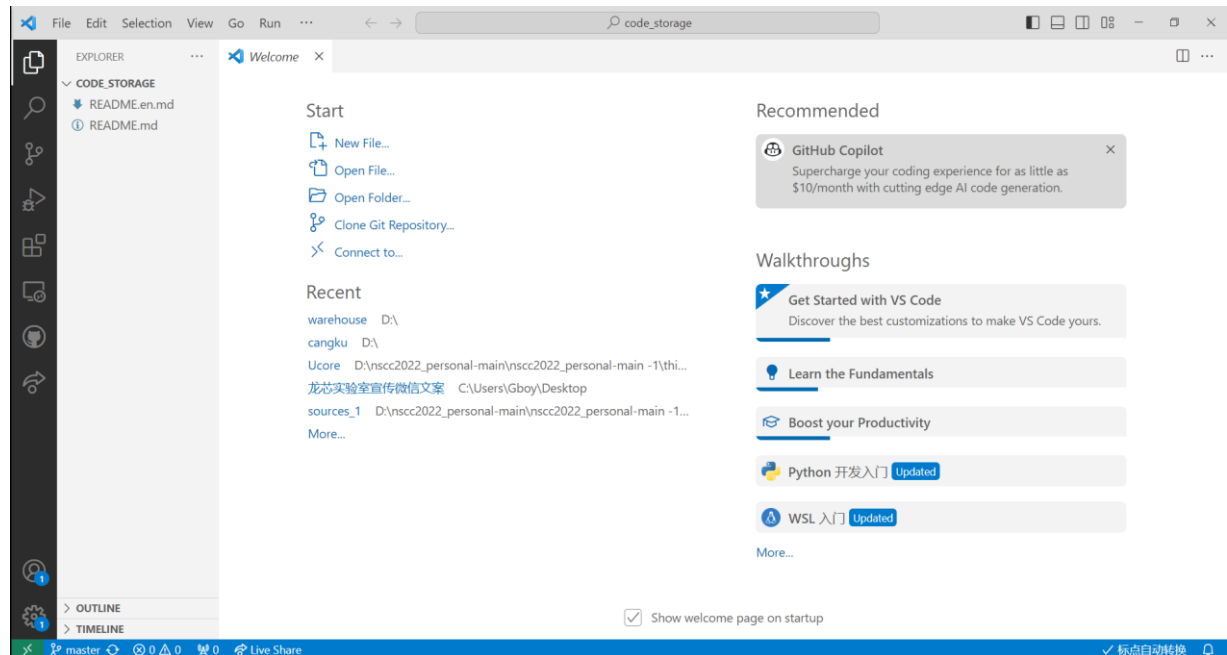 File Edit Selection View Go Run ··· code_storage
EXPLORER ···
Welcome
CODE_STORAGE
README.en.md
README.md
Start
New File...
Open File...
Open Folder...
Clone Git Repository...
Connect to...
Recent
warehouse D:\
cangku D:\
Ucore D:\nscc2022_personal-main\nscc2022_personal-main -1\thi...
龙芯实验室宣传微信文案 C:\Users\Gboy\Desktop
sources_1 D:\nscc2022_personal-main\nscc2022_personal-main -1...
More...
Recommended
GitHub Copilot
Supercharge your coding experience for as little as
$10/month with cutting edge AI code generation.
Walkthroughs
Get Started with VS Code
Discover the best customizations to make VS Code yours.
Learn the Fundamentals
Boost your Productivity
Python 开发入门 Updated
WSL 入门 Updated
More...
Show welcome page on startup
1
1
OUTLINE
TIMELINE
master 0 0 0 Live Share 标点自动转换